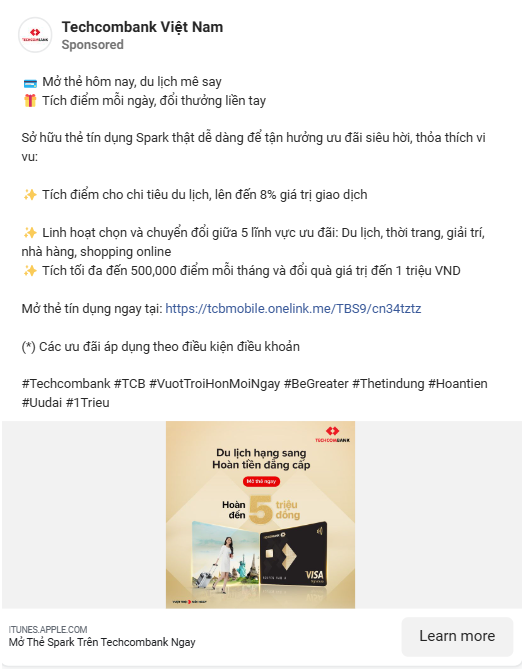 Techcombank Việt Nam
Sponsored
Mở thẻ hôm nay, du lịch mê say
Tích điểm mỗi ngày, đổi thưởng liền tay
Sở hữu thẻ tín dụng Spark thật dễ dàng để tận hưởng ưu đãi siêu hời, thỏa thích vi
vu:
Tích điểm cho chi tiêu du lịch, lên đến 8% giá trị giao dịch
Linh hoạt chọn và chuyển đổi giữa 5 lĩnh vực ưu đãi: Du lịch, thời trang, giải trí,
nhà hàng, shopping online
Tích tối đa đến 500,000 điểm mỗi tháng và đổi quà giá trị đến 1 triệu VND
Mở thẻ tín dụng ngay tại: https://tcbmobile.onelink.me/TBS9/cn34tztz
(*) Các ưu đãi áp dụng theo điều kiện điều khoản
#Techcombank #TCB #VuotTroiHonMoiNgay #BeGreater #Thetindung #Hoantien
#Uudai #1Trieu
TECHCOMBANK
Du lịch hạng sang
Hoàn tiền đẳng cấp
Mở thẻ ngay
Hoàn
đến
5 triệu
đồng
VISA
ITUNES.APPLE.COM
Mở Thẻ Spark Trên Techcombank Ngay
Learn more